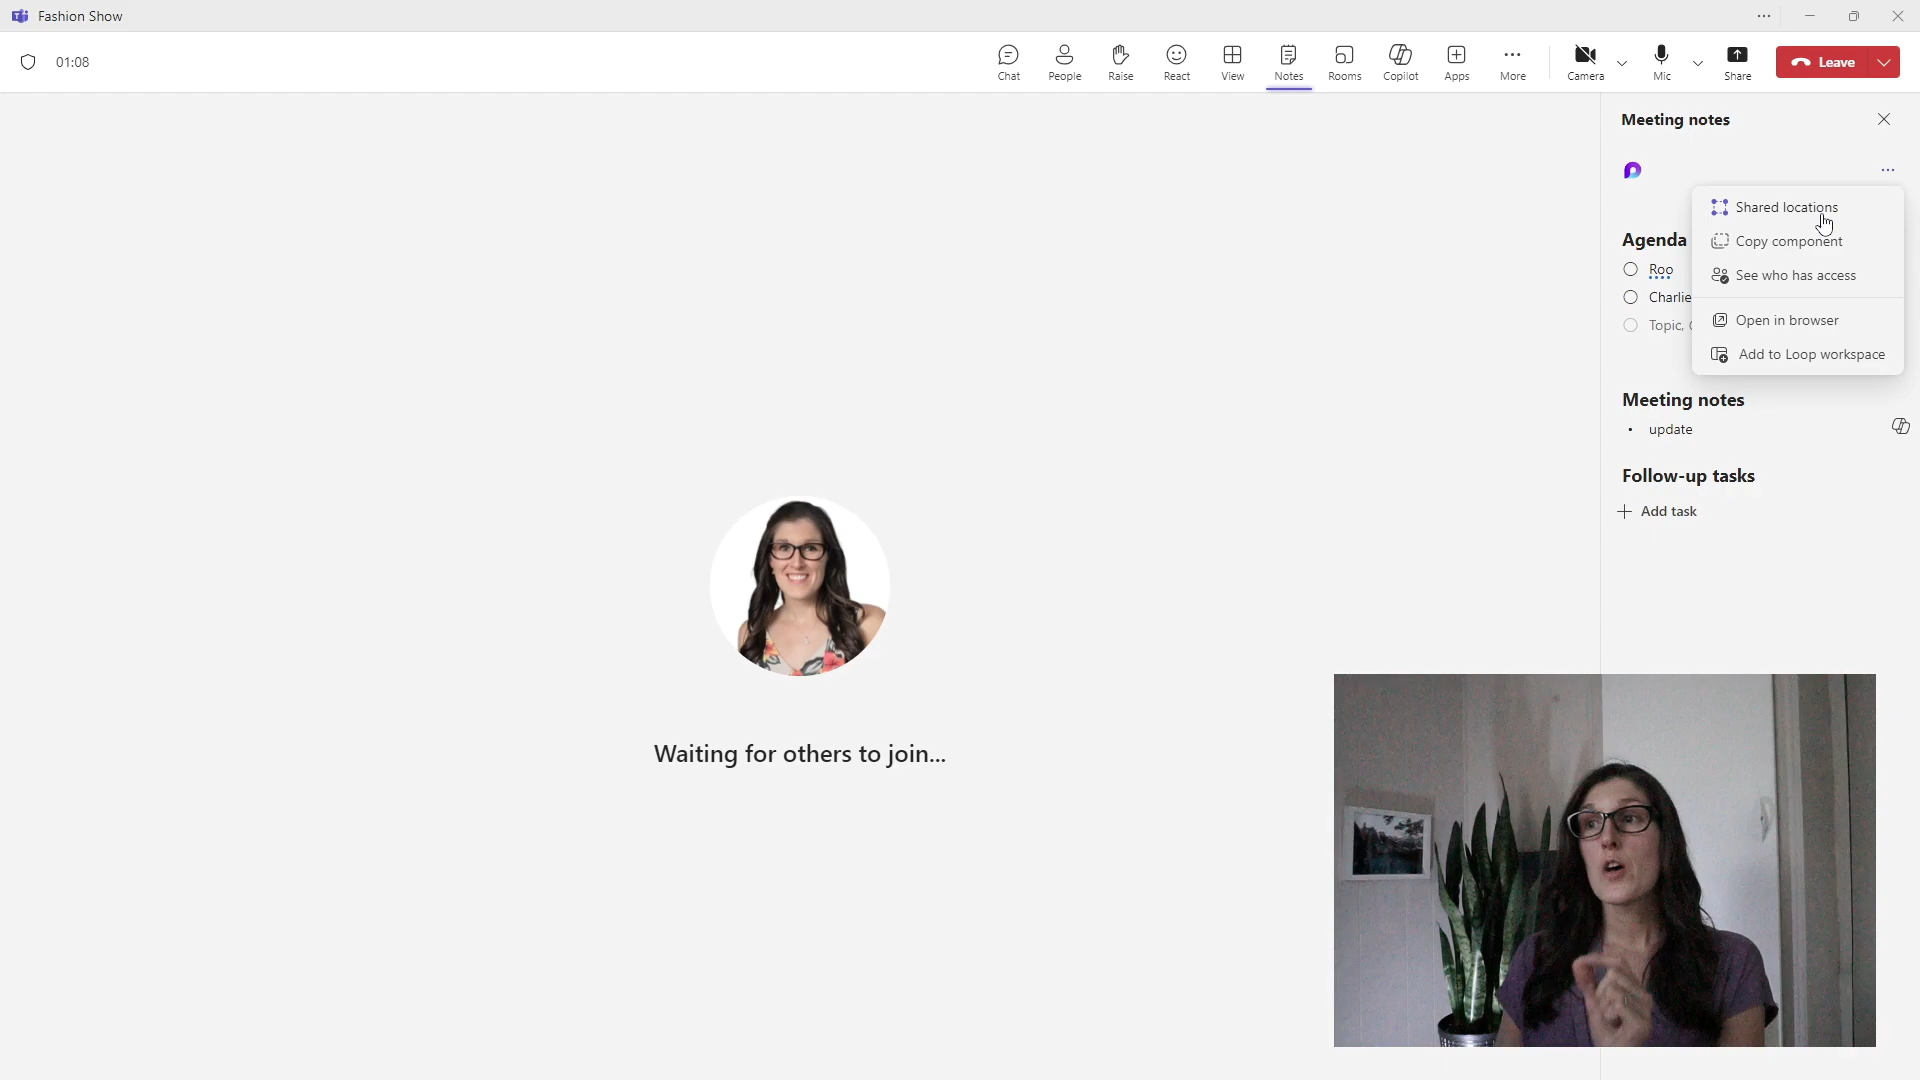 Fashion Show
01:08
Chat
People
Raise
React
View
Notes
Rooms
Copilot
Apps
More
Camera
Mic
Share
Leave
Meeting notes
Shared locations
Copy component
See who has access
Open in browser
Add to Loop workspace
Agenda
Roo
Charlie
Topic,
Meeting notes
update
Follow-up tasks
Add task
Waiting for others to join...